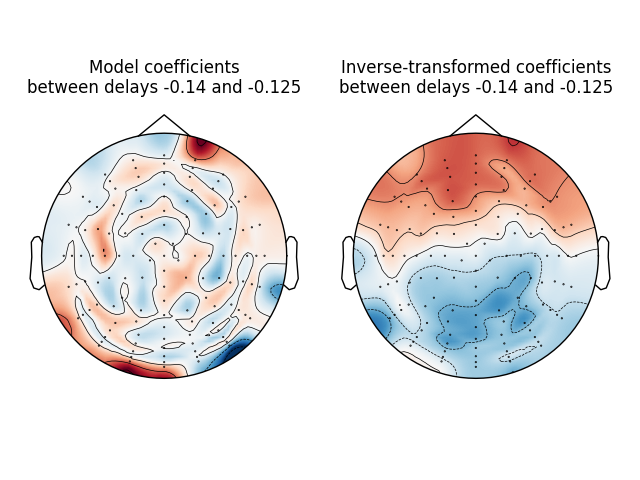 Model coefficients
between delays -0.14 and -0.125
Inverse-transformed coefficients
between delays -0.14 and -0.125